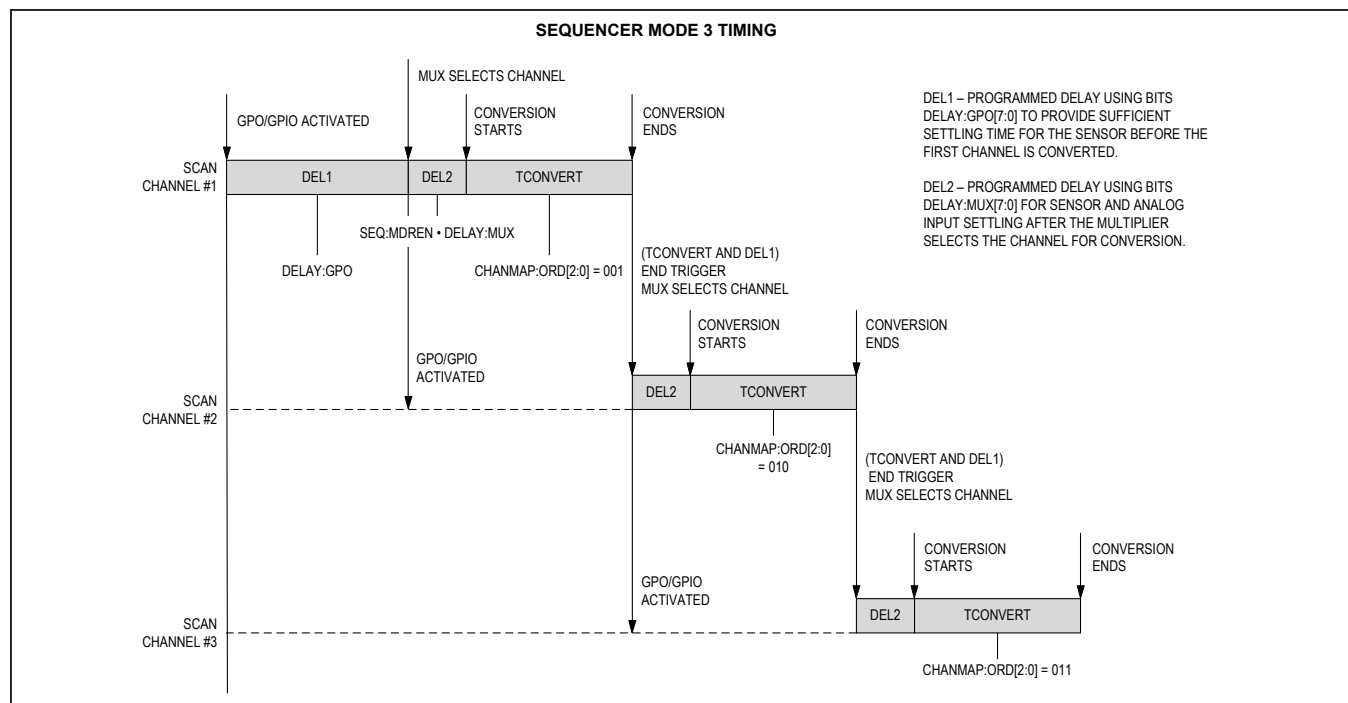 SEQUENCER MODE 3 TIMING
MUX SELECTS CHANNEL
GPO/GPIO ACTIVATED
CONVERSION
STARTS
CONVERSION
ENDS
DEL1 – PROGRAMMED DELAY USING BITS
DELAY:GPO[7:0] TO PROVIDE SUFFICIENT
SETTLING TIME FOR THE SENSOR BEFORE THE
FIRST CHANNEL IS CONVERTED.
DEL2 – PROGRAMMED DELAY USING BITS
DELAY:MUX[7:0] FOR SENSOR AND ANALOG
INPUT SETTLING AFTER THE MULTIPLIER
SELECTS THE CHANNEL FOR CONVERSION.
SCAN
CHANNEL #1
DEL1
DEL2
TCONVERT
SEQ:MDREN • DELAY:MUX
DELAY:GPO
CHANMAP:ORD[2:0] = 001
(TCONVERT AND DEL1)
END TRIGGER
MUX SELECTS CHANNEL
CONVERSION
STARTS
CONVERSION
ENDS
GPO/GPIO
ACTIVATED
SCAN
CHANNEL #2
DEL2
TCONVERT
CHANMAP:ORD[2:0]
= 010
(TCONVERT AND DEL1)
END TRIGGER
MUX SELECTS CHANNEL
CONVERSION
STARTS
CONVERSION
ENDS
GPO/GPIO
ACTIVATED
SCAN
CHANNEL #3
DEL2
TCONVERT
CHANMAP:ORD[2:0] = 011